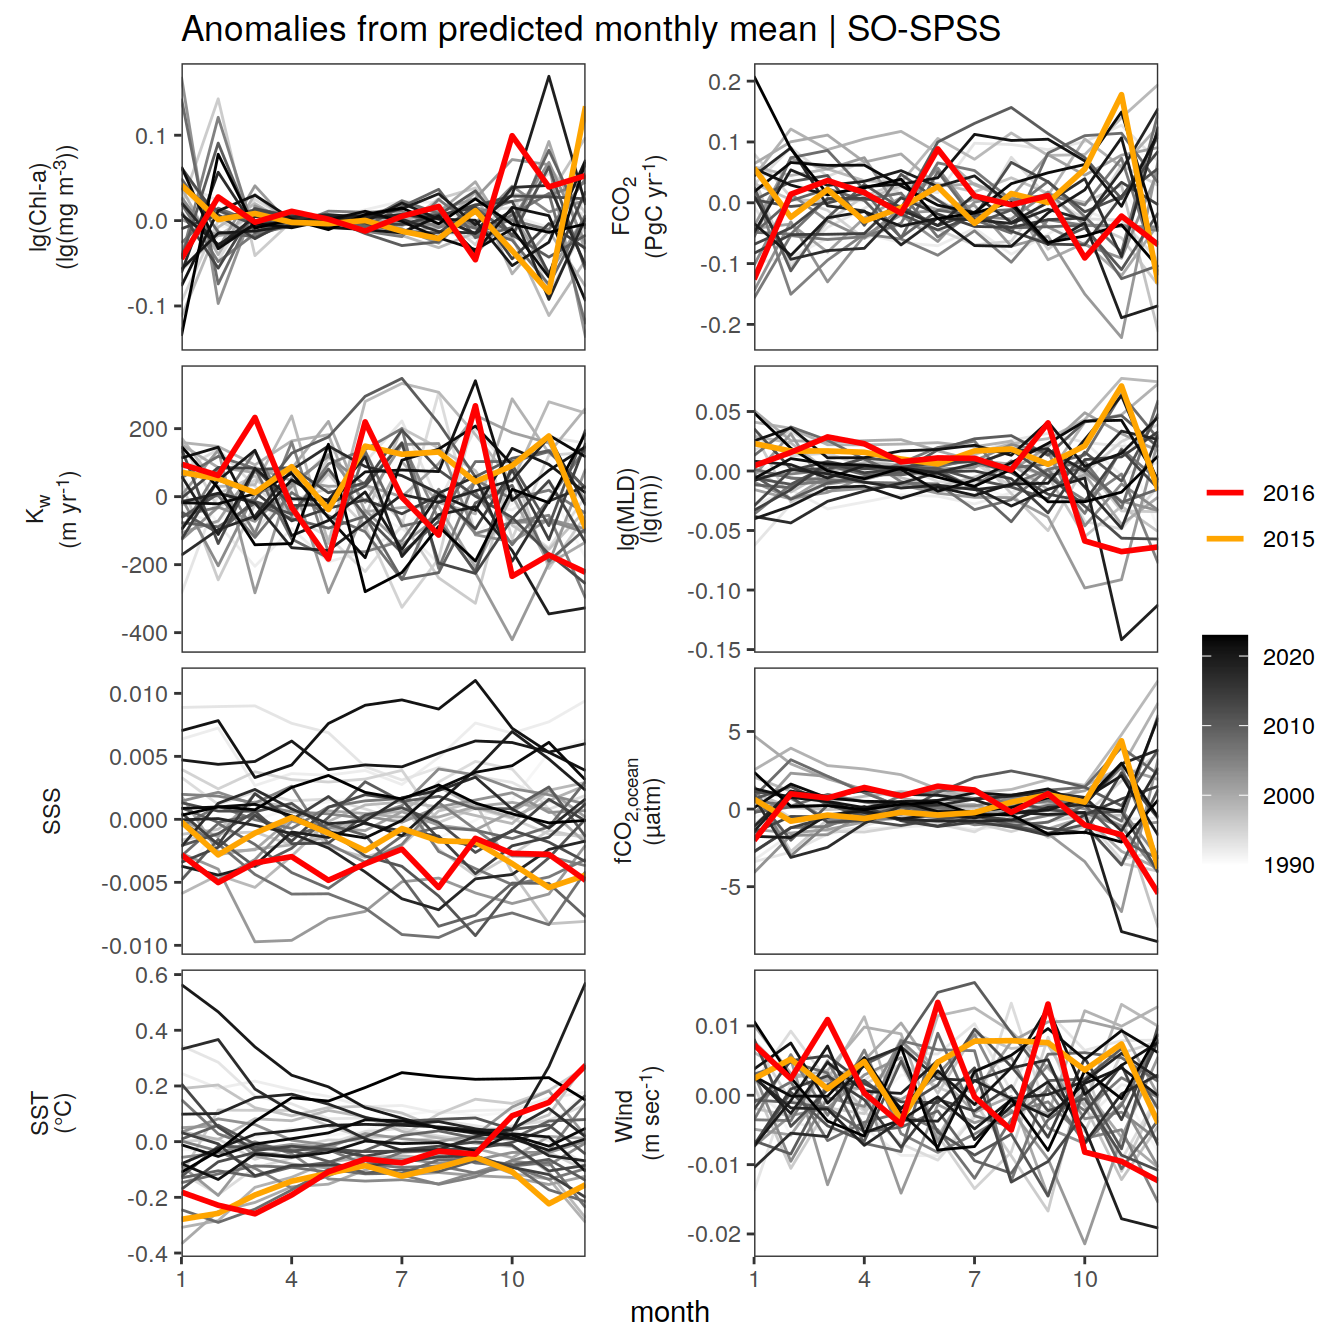 Anomalies from predicted monthly mean | SO-SPSS
lg(Chl-a)
(lg(mg m⁻³))
0.1
0.0
-0.1
FCO₂
(PgC yr⁻¹)
0.2
0.1
0.0
-0.1
-0.2
K_w
(m yr⁻¹)
200
0
-200
-400
lg(MLD)
(lg(m))
0.05
0.00
-0.05
-0.10
-0.15
SSS
0.010
0.005
0.000
-0.005
-0.010
fCO₂,ocean
(µatm)
5
0
-5
SST
(°C)
0.6
0.4
0.2
0.0
-0.2
-0.4
Wind
(m sec⁻¹)
0.01
0.00
-0.01
-0.02
1 4 7 10
1 4 7 10
month
2016
2015
2020
2010
2000
1990